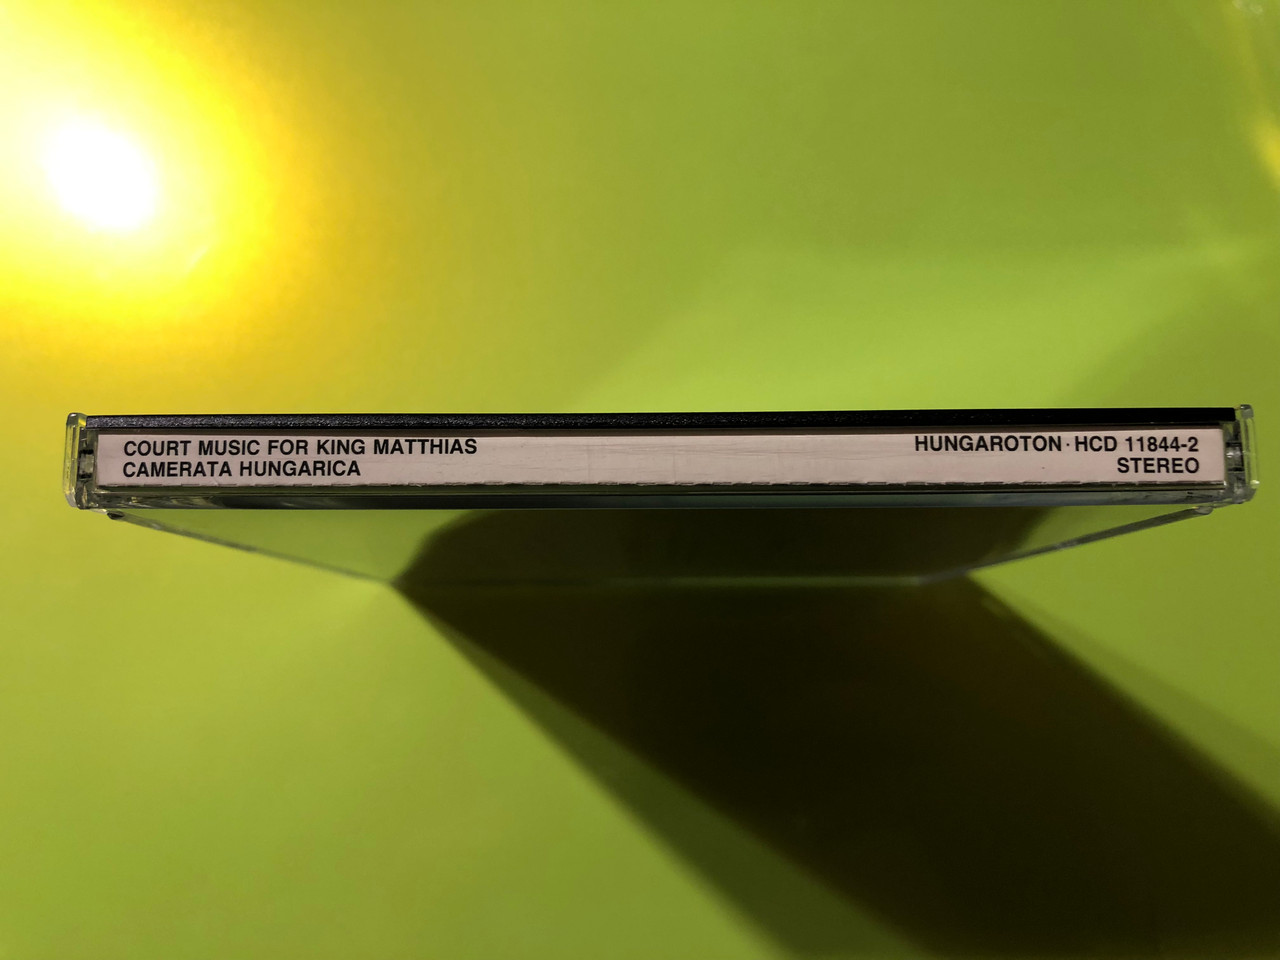 COURT MUSIC FOR KING MATTHIAS
CAMERATA HUNGARICA
HUNGAROTON · HCD 11844-2
STEREO